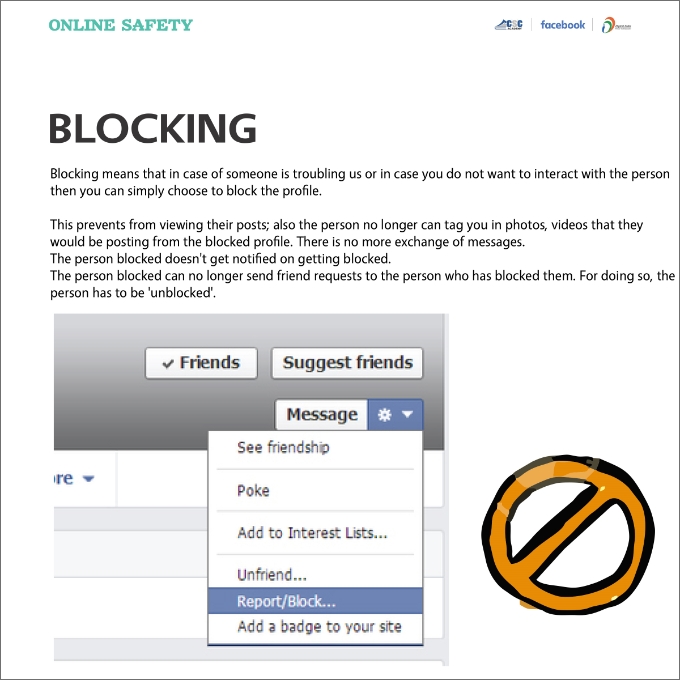 ONLINE SAFETY
CSC
ACADEMY
facebook
BLOCKING
Blocking means that in case of someone is troubling us or in case you do not want to interact with the person
then you can simply choose to block the profile.
This prevents from viewing their posts; also the person no longer can tag you in photos, videos that they
would be posting from the blocked profile. There is no more exchange of messages.
The person blocked doesn't get notified on getting blocked.
The person blocked can no longer send friend requests to the person who has blocked them. For doing so, the
person has to be 'unblocked'.
Friends
Suggest friends
Message
See friendship
ore
Poke
Add to Interest Lists...
Unfriend...
Report/Block...
Add a badge to your site